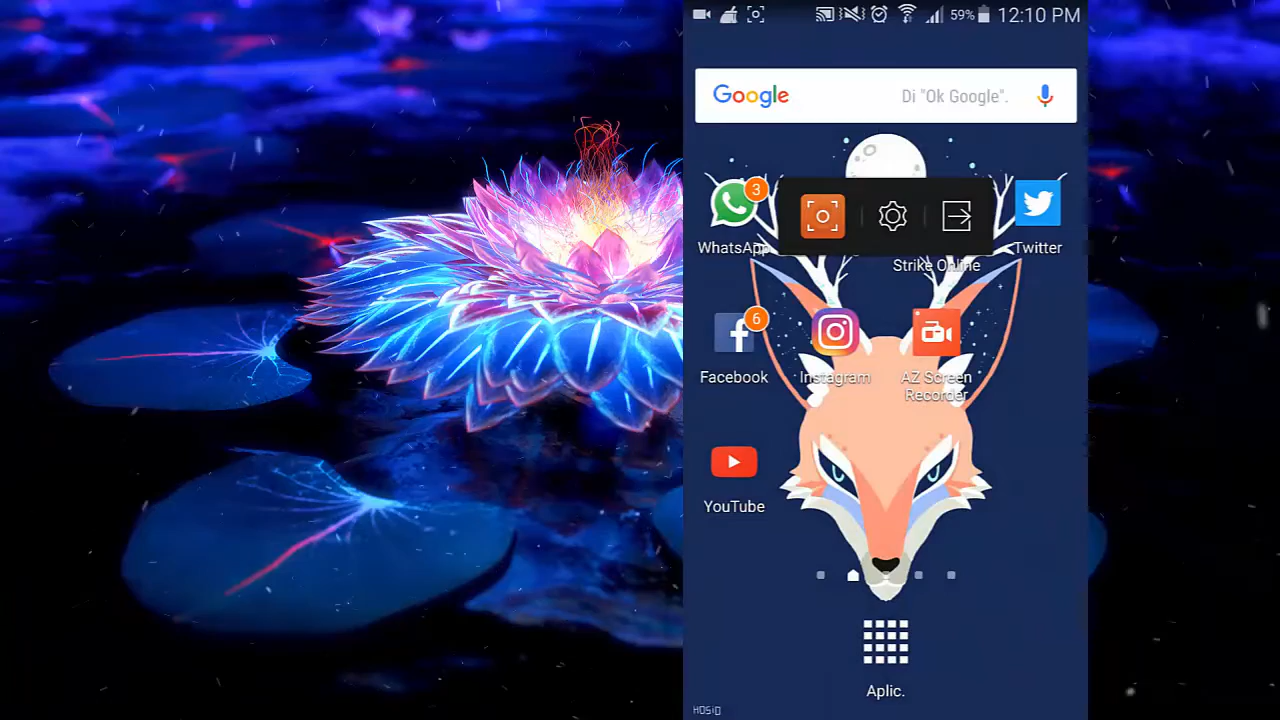 59% 12:10 PM
Google Di "Ok Google".
3
WhatsApp
Strike Online
Twitter
6
Facebook
Instagram
AZ Screen
Recorder
YouTube
Aplic.
HOSIO